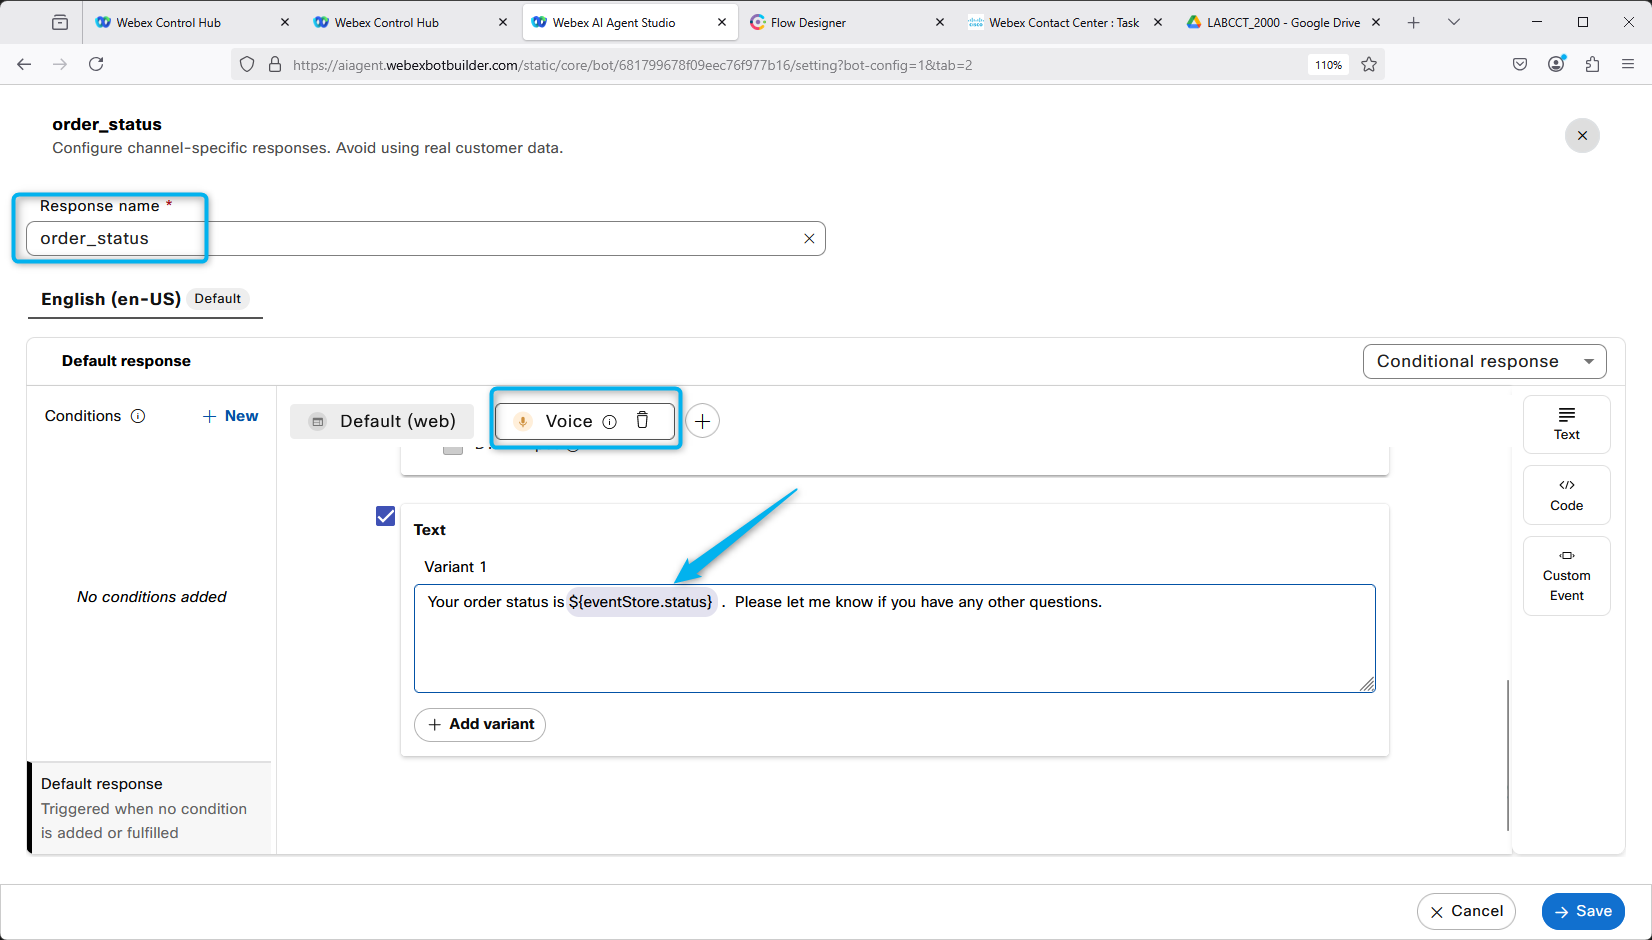 Webex Control Hub
Webex Control Hub
Webex AI Agent Studio
Flow Designer
Webex Contact Center : Task
LABCCT_2000 - Google Drive
https://aiagent.webexbotbuilder.com/static/core/bot/681799678f09eec76f977b16/setting?bot-config=1&tab=2
110%
order_status
Configure channel-specific responses. Avoid using real customer data.
Response name *
order_status
English (en-US) Default
Default response
Conditional response
Conditions
+ New
Default (web)
Voice
Text
Code
Custom
Event
No conditions added
Text
Variant 1
Your order status is ${eventStore.status} . Please let me know if you have any other questions.
+ Add variant
Default response
Triggered when no condition
is added or fulfilled
Cancel
Save